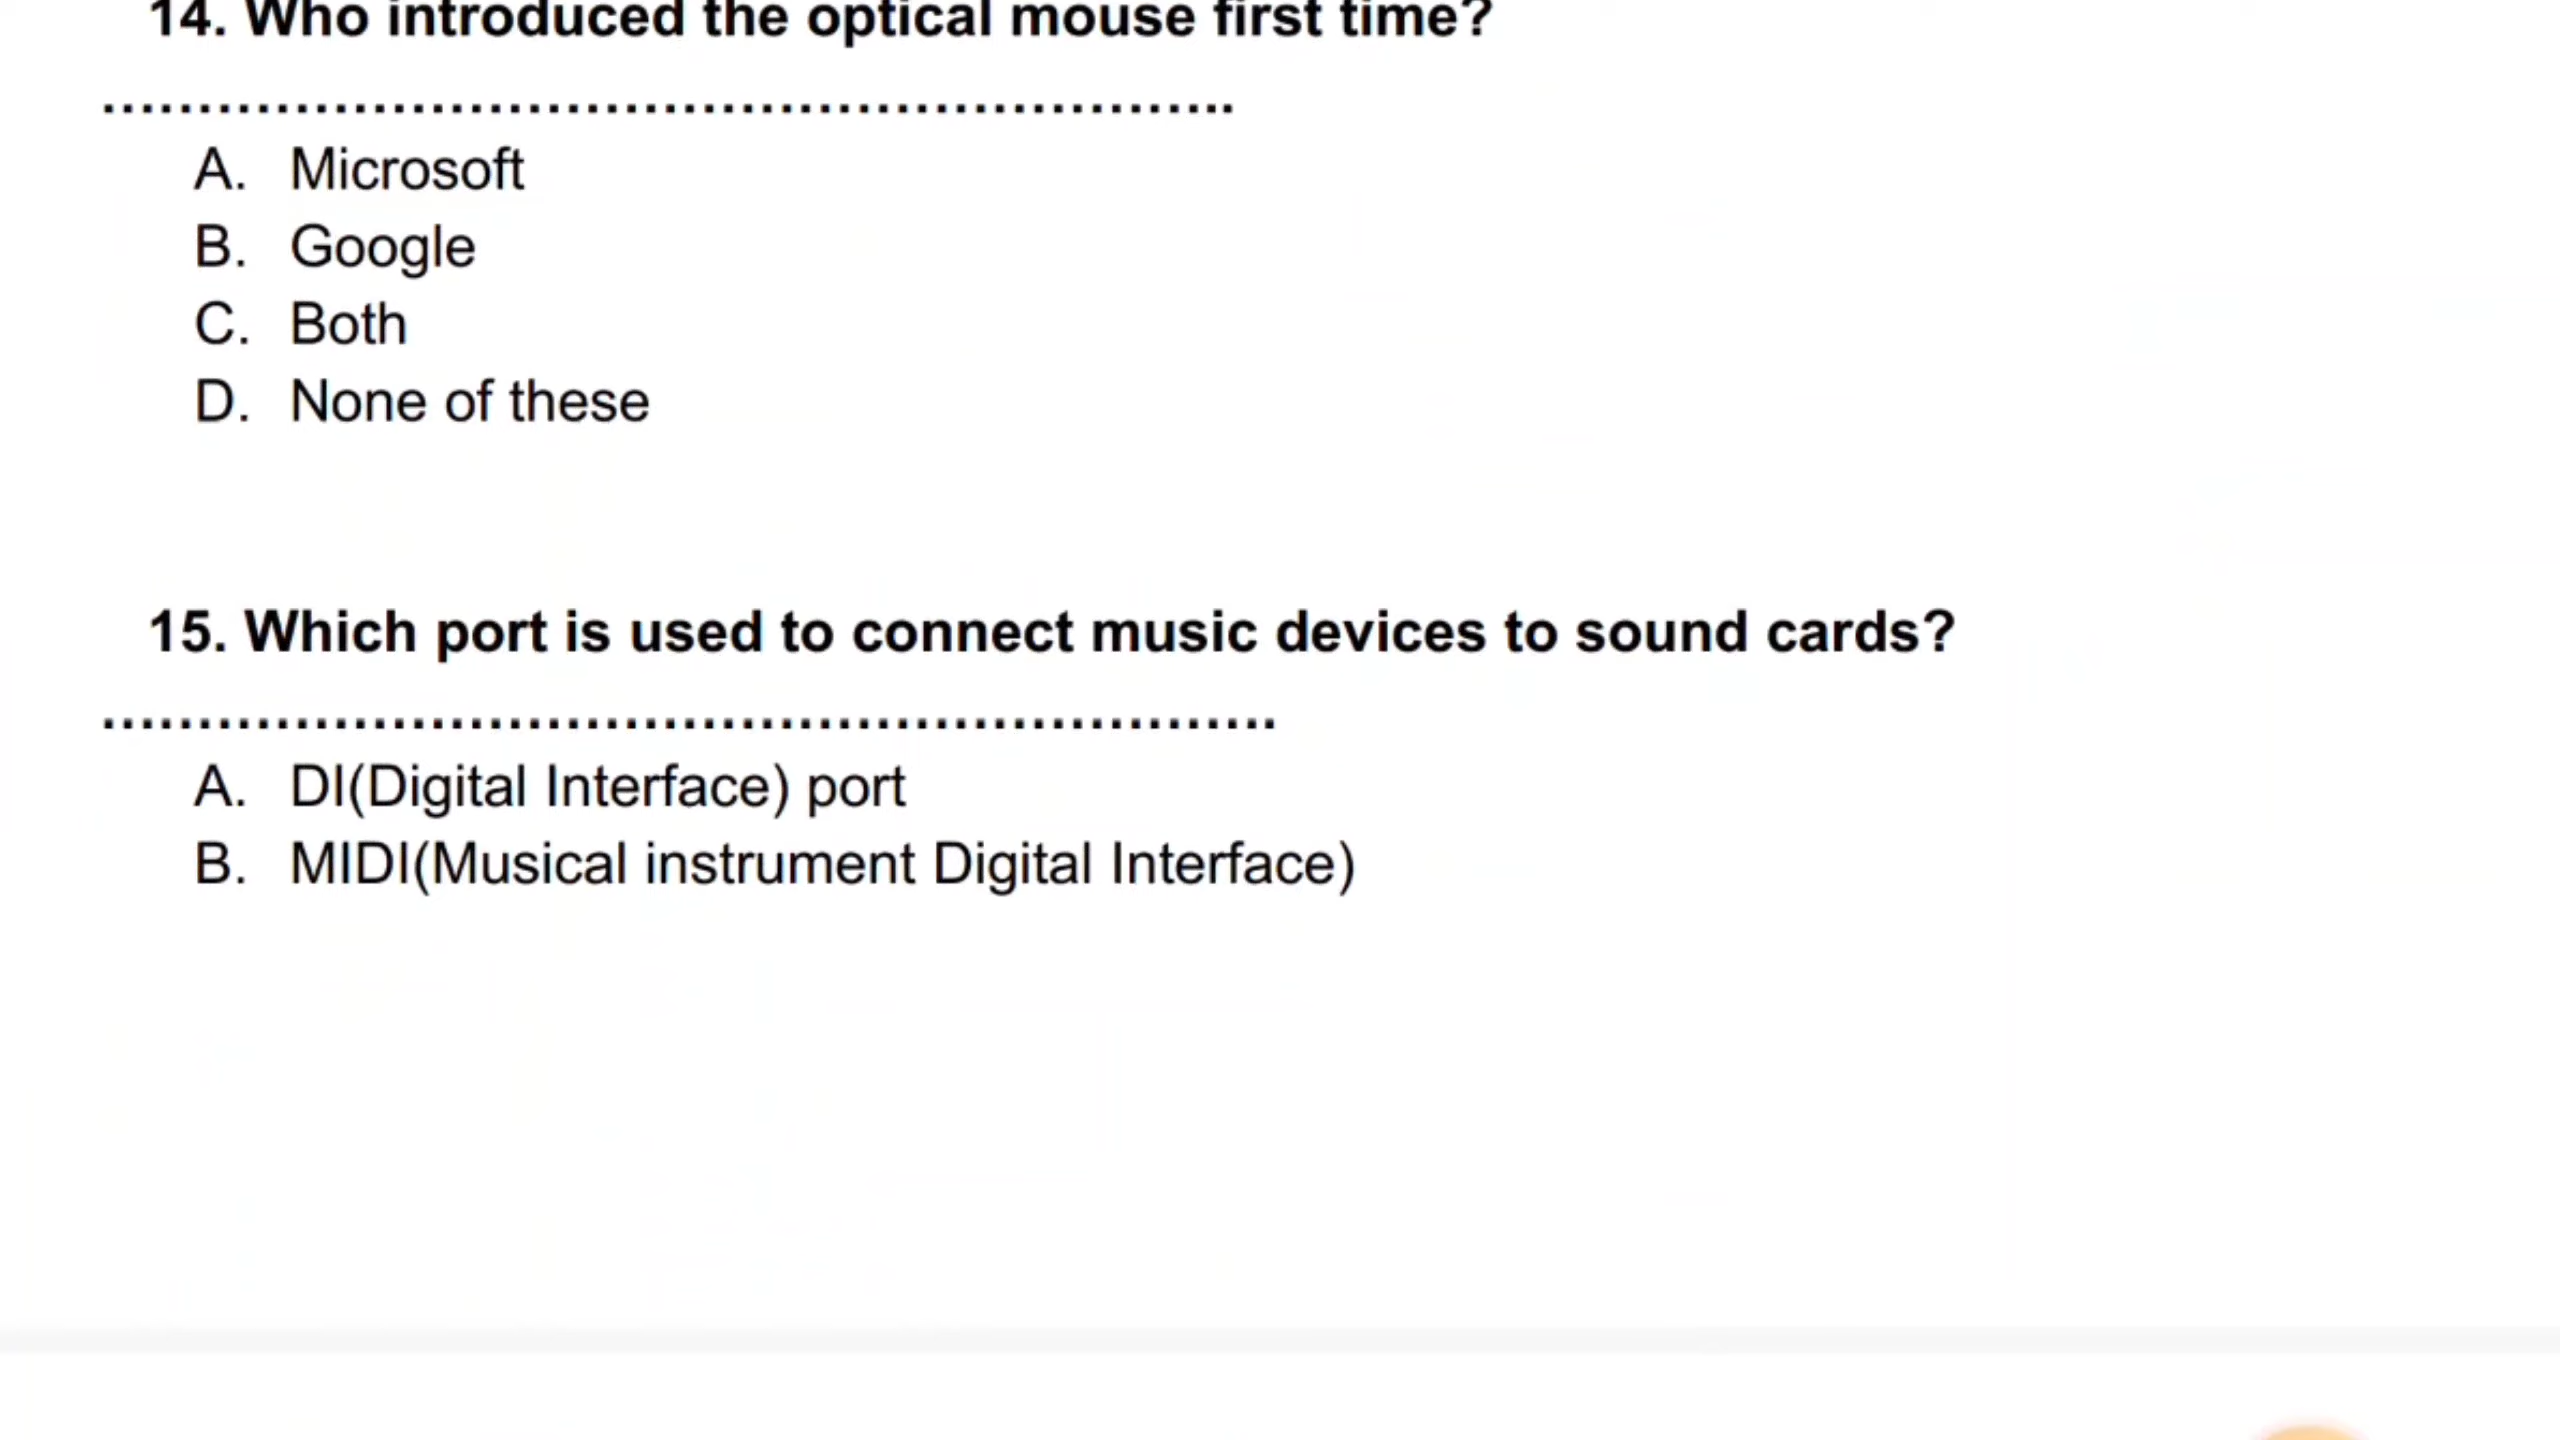 14. Who introduced the optical mouse first time?
................................................................
A. Microsoft
B. Google
C. Both
D. None of these
15. Which port is used to connect music devices to sound cards?
................................................................
A. DI(Digital Interface) port
B. MIDI(Musical instrument Digital Interface)